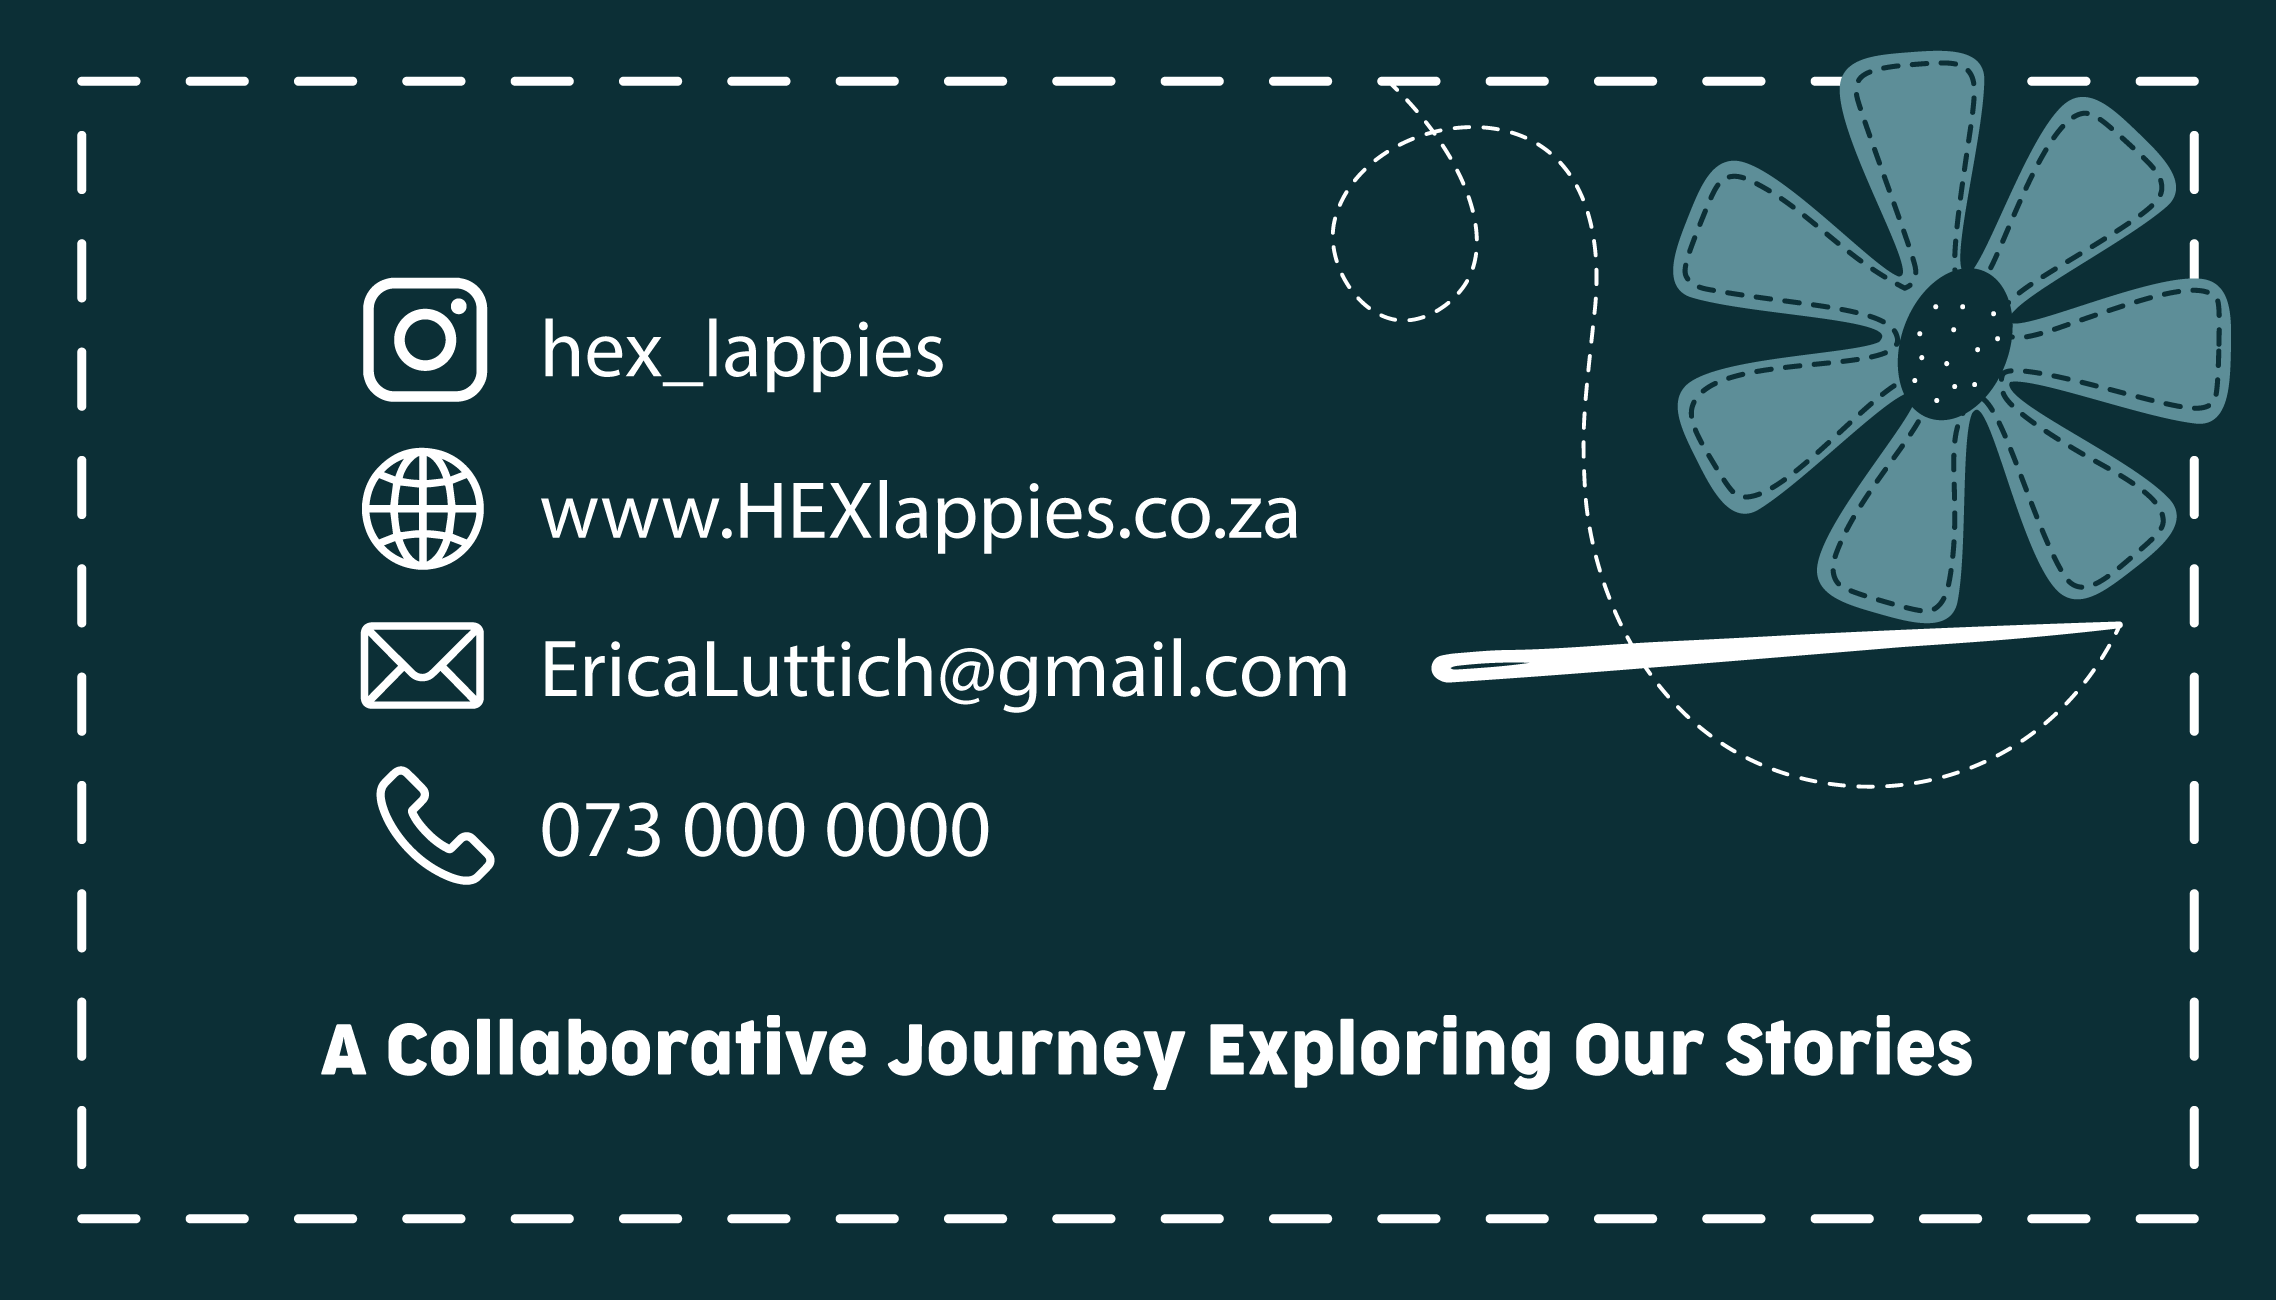 hex_lappies
www.HEXlappies.co.za
EricaLuttich@gmail.com
073 000 0000
A Collaborative Journey Exploring Our Stories